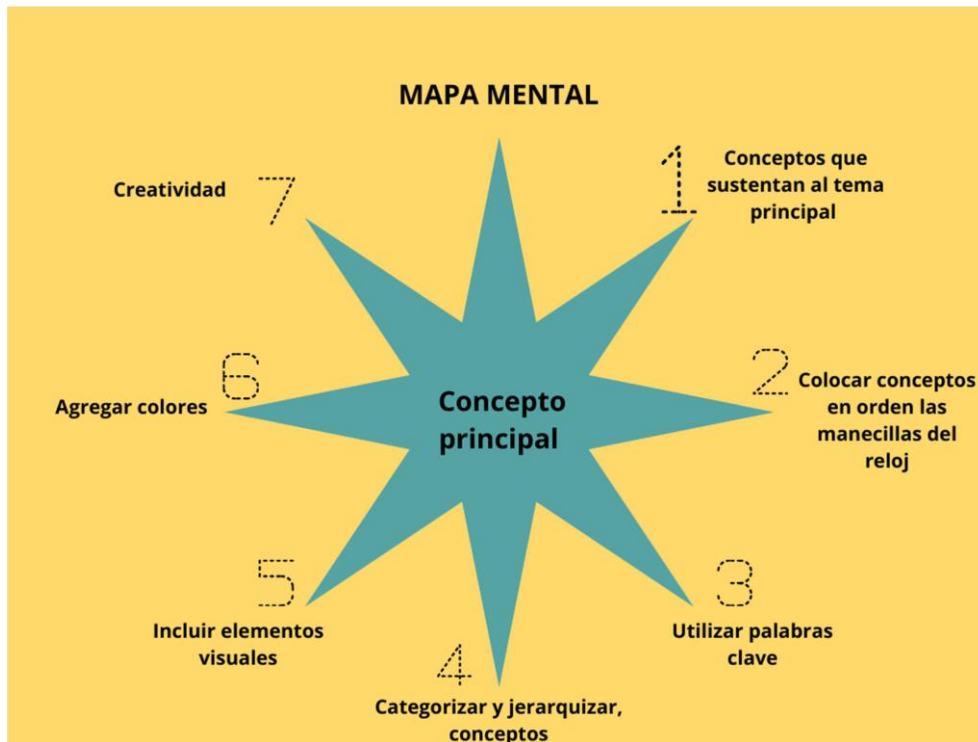 MAPA MENTAL
1
Conceptos que
sustentan al tema
principal
2
Colocar conceptos
en orden las
manecillas del
reloj
3
Utilizar palabras
clave
4
Categorizar y jerarquizar,
conceptos
5
Incluir elementos
visuales
6
Agregar colores
7
Creatividad
Concepto
principal